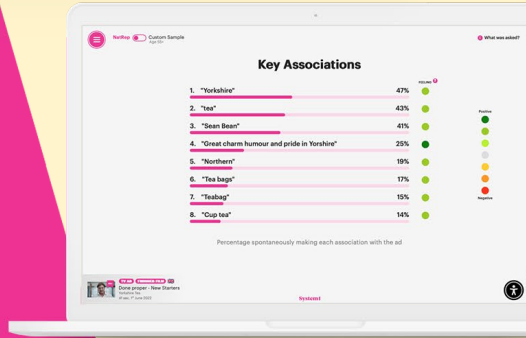 NatRep Custom Sample
Age 55+
What was asked?
Key Associations
FEELING
1. "Yorkshire" 47%
2. "tea" 43%
3. "Sean Bean" 41%
4. "Great charm humour and pride in Yorshire" 25%
5. "Northern" 19%
6. "Tea bags" 17%
7. "Teabag" 15%
8. "Cup tea" 14%
Positive
Negative
Percentage spontaneously making each association with the ad
Done proper - New Starters
Yorkshire Tea
System1